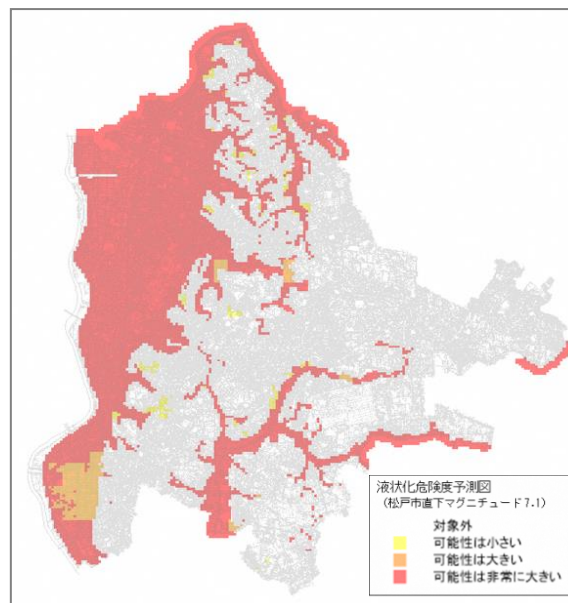 液状化危険度予測図
(松戸市直下マグニチュード7.1)
対象外
可能性は小さい
可能性は大きい
可能性は非常に大きい